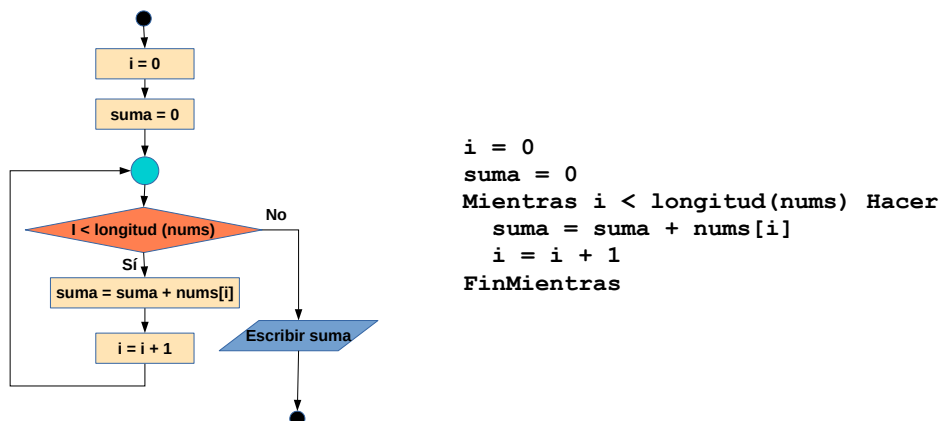 i = 0
suma = 0
I < longitud (nums)
No
Sí
suma = suma + nums[i]
i = i + 1
Escribir suma
i = 0
suma = 0
Mientras i < longitud(nums) Hacer
suma = suma + nums[i]
i = i + 1
FinMientras